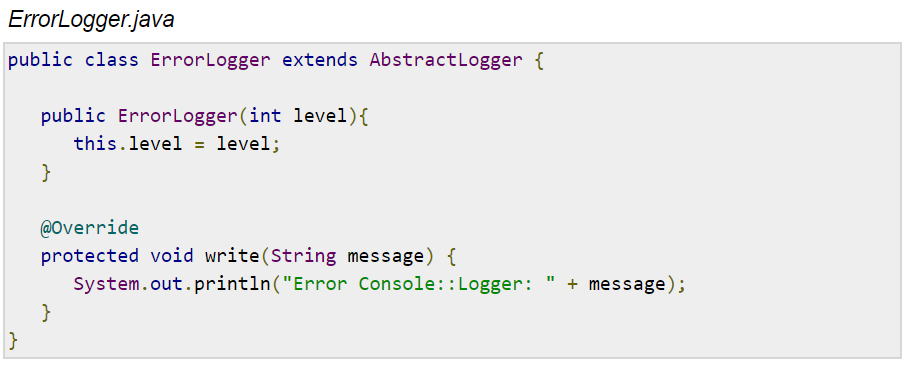 ErrorLogger.java
public class ErrorLogger extends AbstractLogger {
public ErrorLogger(int level){
this.level = level;
}
@Override
protected void write(String message) {
System.out.println("Error Console::Logger: " + message);
}
}